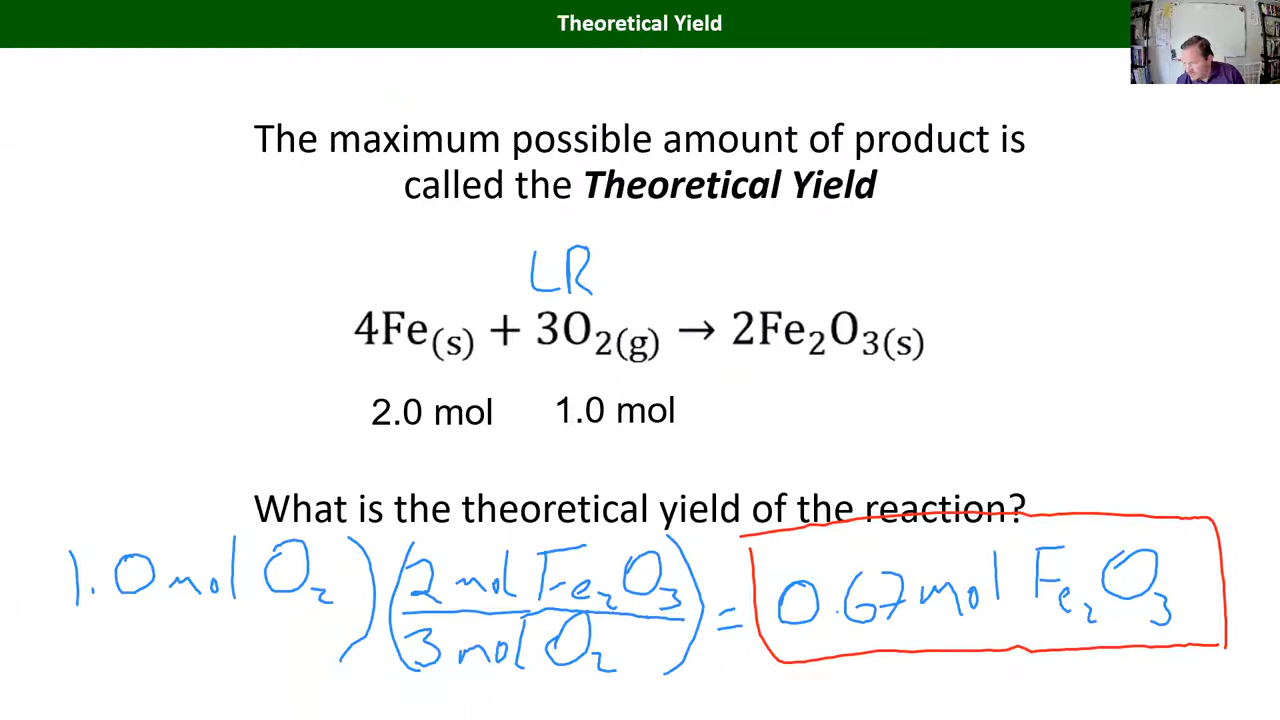 Theoretical Yield
The maximum possible amount of product is
called the Theoretical Yield
LR
4Fe(s) + 3O₂(g) → 2Fe₂O₃(s)
2.0 mol 1.0 mol
What is the theoretical yield of the reaction?
1.0 mol O₂) (2 mol Fe₂O₃ / 3 mol O₂) = 0.67 mol Fe₂O₃